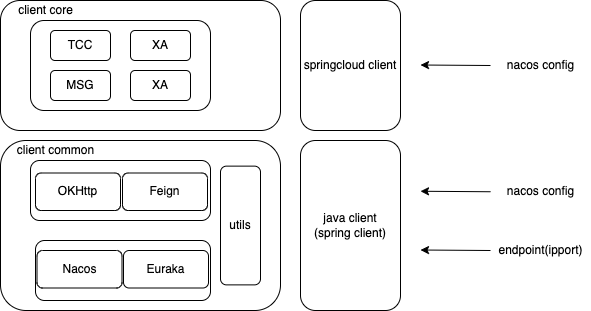 client core
TCC
XA
MSG
XA
springcloud client
nacos config
client common
OKHttp
Feign
utils
Nacos
Euraka
java client
(spring client)
nacos config
endpoint(ipport)